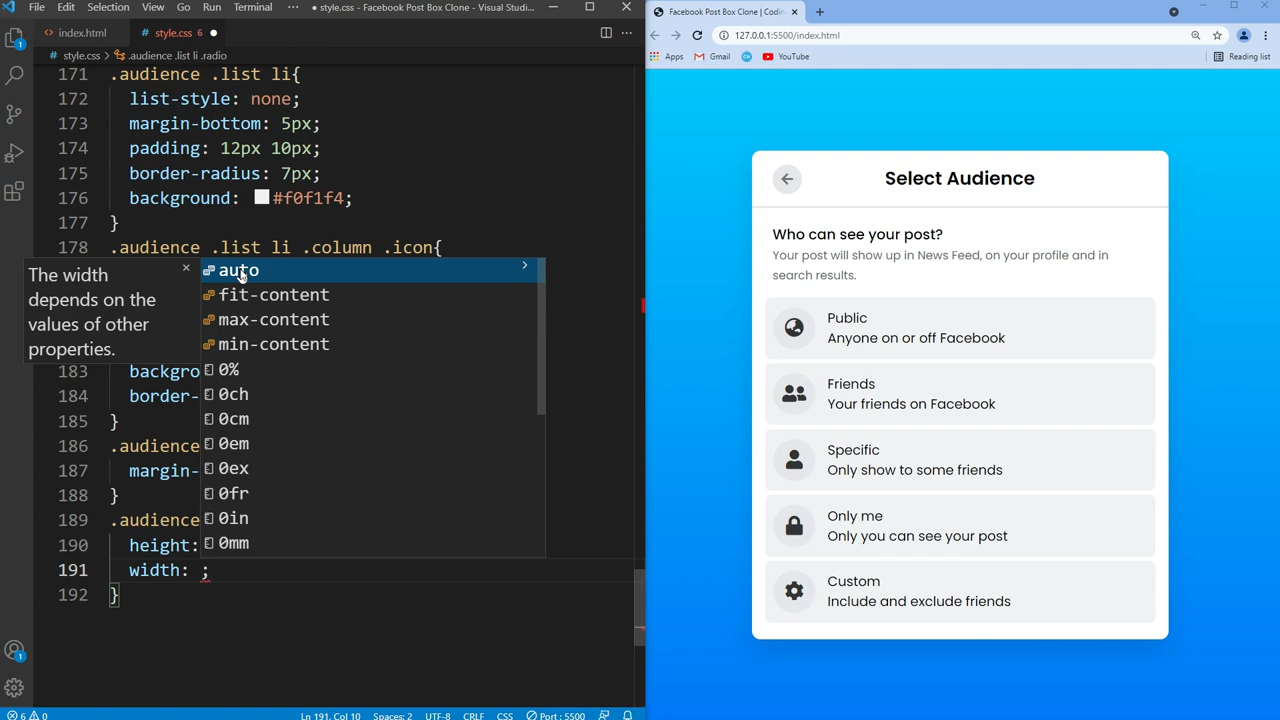 File Edit Selection View Go Run Terminal ··· ● style.css - Facebook Post Box Clone - Visual Studio...
index.html style.css 6 ●
style.css > .audience .list li .radio
171 .audience .list li{
172 list-style: none;
173 margin-bottom: 5px;
174 padding: 12px 10px;
175 border-radius: 7px;
176 background: #f0f1f4;
177 }
178 .audience .list li .column .icon{
The width
depends on the
values of other
properties.
auto
fit-content
max-content
min-content
0%
0ch
0cm
0em
0ex
0fr
0in
0mm
183 backgro
184 border-
185 }
186 .audience
187 margin-
188 }
189 .audience
190 height:
191 width: ;
192 }
1
1
6 0 Ln 191, Col 10 Spaces: 2 UTF-8 CRLF CSS Port : 5500
Facebook Post Box Clone | Codin
127.0.0.1:5500/index.html
Apps Gmail YouTube Reading list
Select Audience
Who can see your post?
Your post will show up in News Feed, on your profile and in
search results.
Public
Anyone on or off Facebook
Friends
Your friends on Facebook
Specific
Only show to some friends
Only me
Only you can see your post
Custom
Include and exclude friends